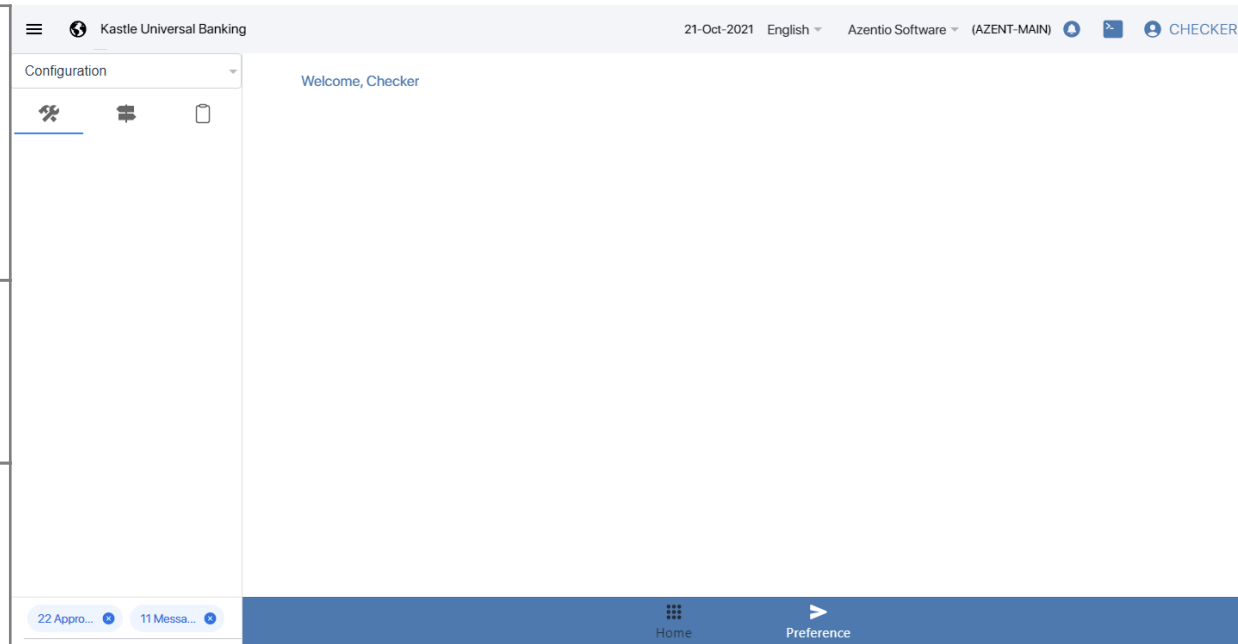 Kastle Universal Banking
21-Oct-2021 English Azentio Software (AZENT-MAIN) CHECKER
Configuration
Welcome, Checker
22 Appro... 11 Messa...
Home Preference